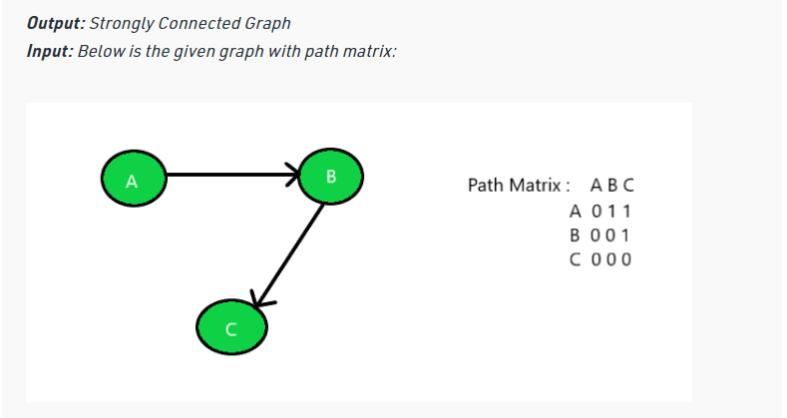 Output: Strongly Connected Graph
Input: Below is the given graph with path matrix:
A
B
C
Path Matrix : A B C
A 0 1 1
B 0 0 1
C 0 0 0